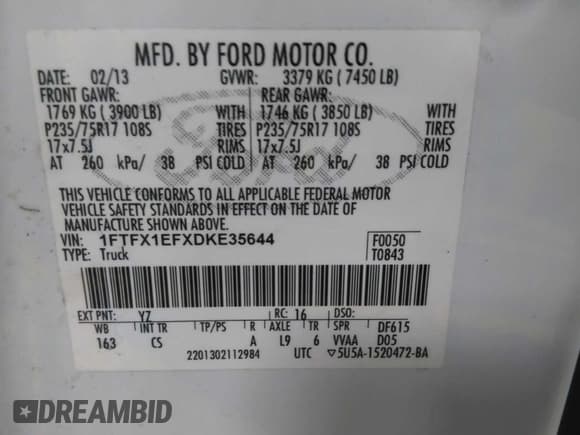 MFD. BY FORD MOTOR CO.
DATE: 02/13 GVWR: 3379 KG ( 7450 LB)
FRONT GAWR: REAR GAWR:
1769 KG ( 3900 LB) WITH 1746 KG ( 3850 LB) WITH
P235/75R17 108S TIRES P235/75R17 108S TIRES
17x7.5J RIMS 17x7.5J RIMS
AT 260 kPa/ 38 PSI COLD AT 260 kPa/ 38 PSI COLD
Ford
THIS VEHICLE CONFORMS TO ALL APPLICABLE FEDERAL MOTOR
VEHICLE SAFETY STANDARDS IN EFFECT ON THE DATE OF
MANUFACTURE SHOWN ABOVE.
VIN: 1FTFX1EFXDKE35644 F0050
TYPE: Truck T0843
EXT PNT: YZ RC: 16 DSO:
WB INT TR TP/PS R AXLE TR SPR DF615
163 CS A L9 6 VVAA D05
2201302112984 UTC ▽5U5A-1520472-BA
DREAMBID